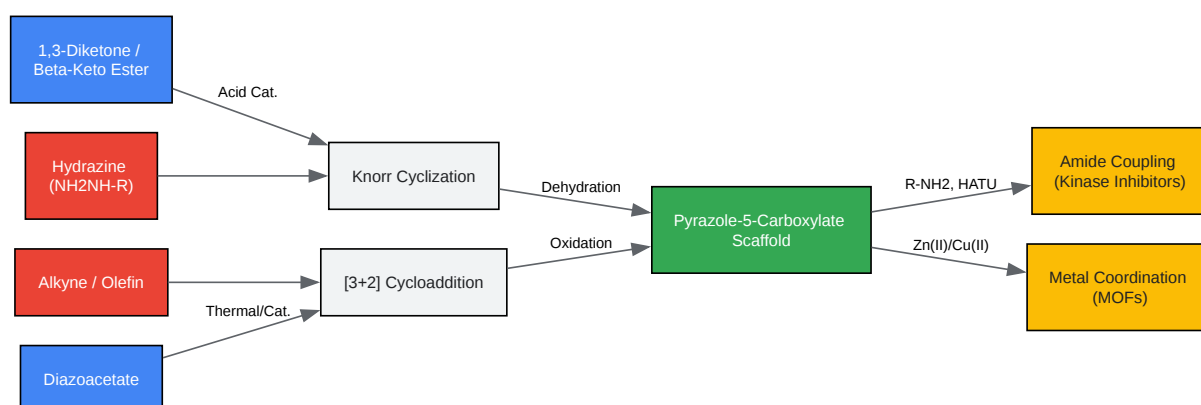 1,3-Diketone /
Beta-Keto Ester
Acid Cat.
Hydrazine
(NH2NH-R)
Knorr Cyclization
Dehydration
Alkyne / Olefin
[3+2] Cycloaddition
Oxidation
Thermal/Cat.
Diazoacetate
Pyrazole-5-Carboxylate
Scaffold
R-NH2, HATU
Amide Coupling
(Kinase Inhibitors)
Zn(II)/Cu(II)
Metal Coordination
(MOFs)